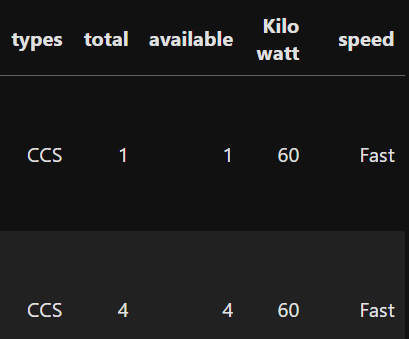 types total available Kilo watt speed
CCS 1 1 60 Fast
CCS 4 4 60 Fast